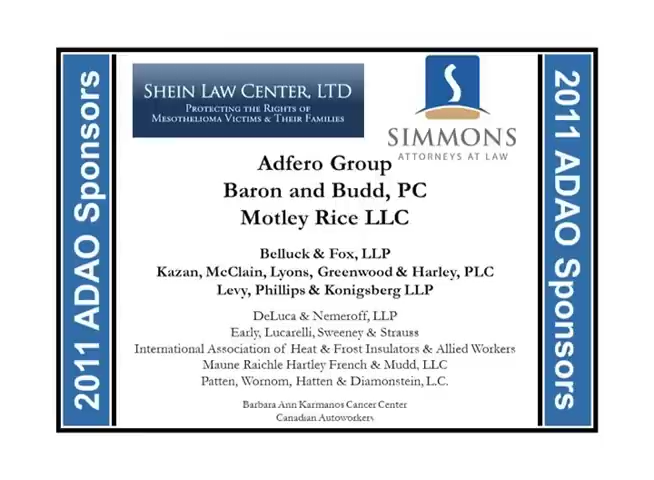 2011 ADAO Sponsors
SHEIN LAW CENTER, LTD
PROTECTING THE RIGHTS OF
MESOTHELIOMA VICTIMS & THEIR FAMILIES
S
SIMMONS
ATTORNEYS AT LAW
Adfero Group
Baron and Budd, PC
Motley Rice LLC
Belluck & Fox, LLP
Kazan, McClain, Lyons, Greenwood & Harley, PLC
Levy, Phillips & Konigsberg LLP
DeLuca & Nemeroff, LLP
Early, Lucarelli, Sweeney & Strauss
International Association of Heat & Frost Insulators & Allied Workers
Maune Raichle Hartley French & Mudd, LLC
Patten, Wornom, Hatten & Diamonstein, L.C.
Barbara Ann Karmanos Cancer Center
Canadian Autoworkers
2011 ADAO Sponsors